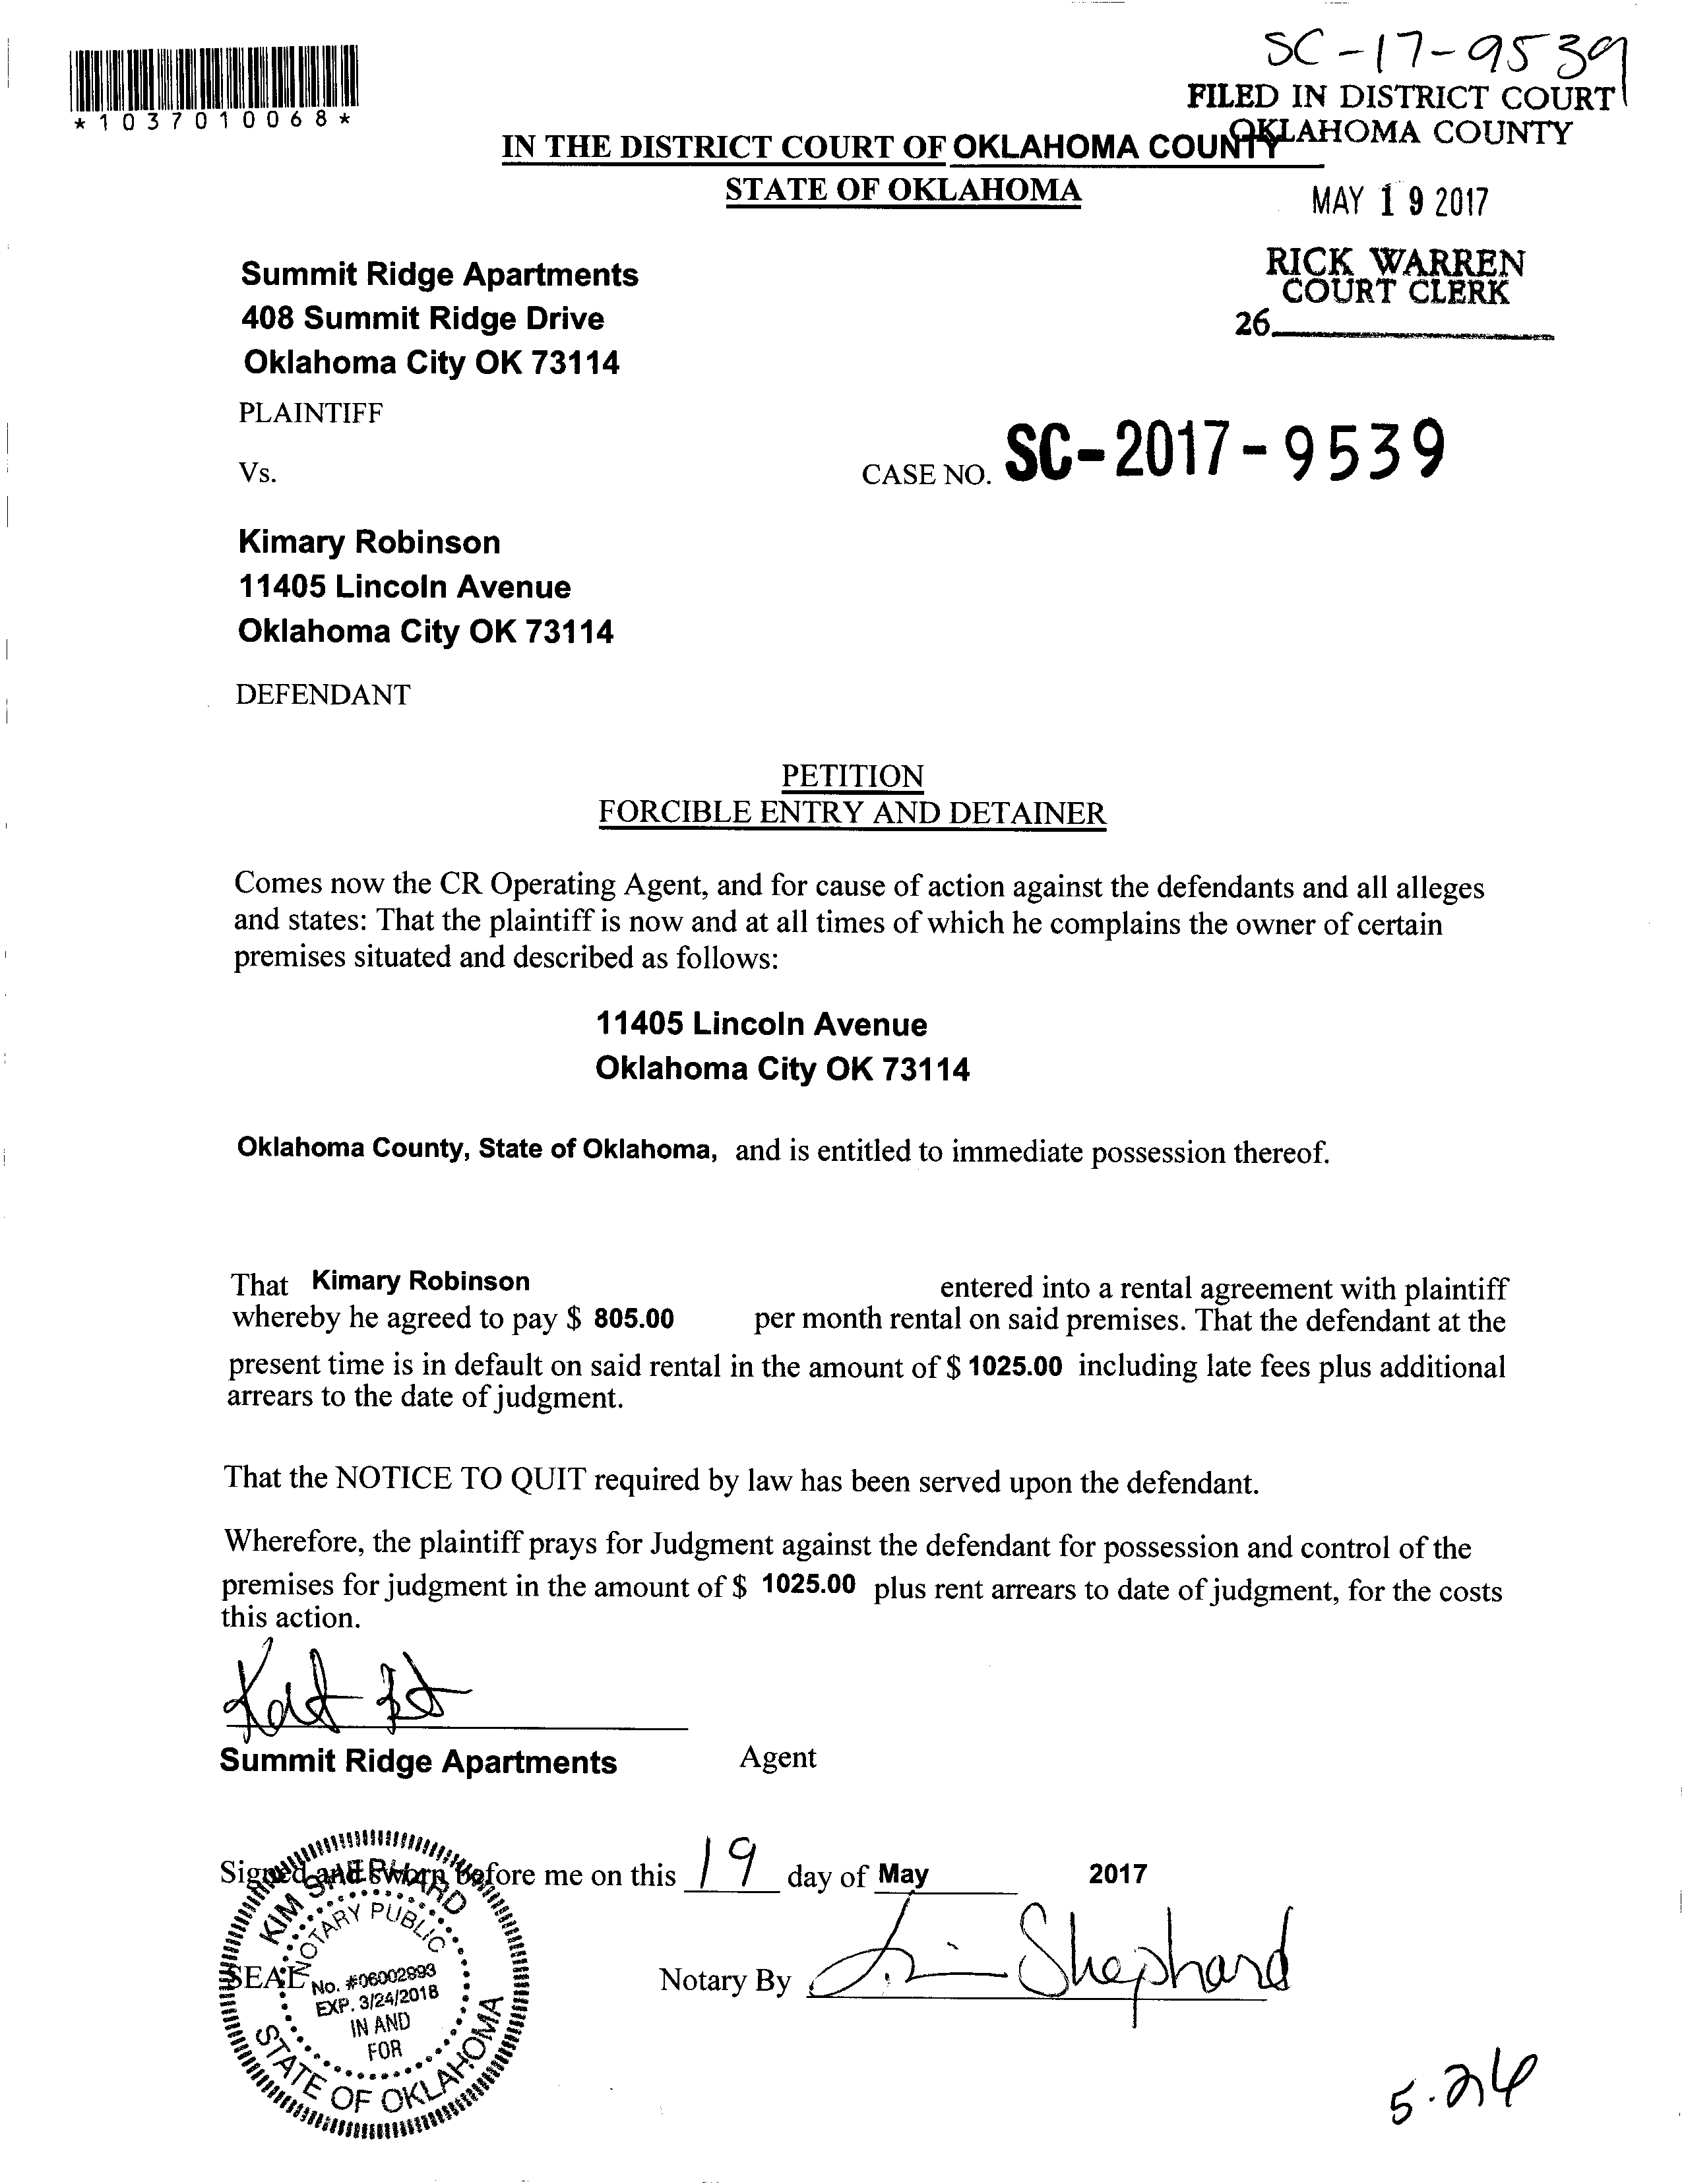 SC-17-9539
*1037010068*
FILED IN DISTRICT COURT
OKLAHOMA COUNTY
IN THE DISTRICT COURT OF OKLAHOMA COUNTY
STATE OF OKLAHOMA
MAY 19 2017
RICK WARREN
COURT CLERK
26
Summit Ridge Apartments
408 Summit Ridge Drive
Oklahoma City OK 73114
PLAINTIFF
Vs.
CASE NO. SC-2017-9539
Kimary Robinson
11405 Lincoln Avenue
Oklahoma City OK 73114
DEFENDANT
PETITION
FORCIBLE ENTRY AND DETAINER
Comes now the CR Operating Agent, and for cause of action against the defendants and all alleges
and states: That the plaintiff is now and at all times of which he complains the owner of certain
premises situated and described as follows:
11405 Lincoln Avenue
Oklahoma City OK 73114
Oklahoma County, State of Oklahoma, and is entitled to immediate possession thereof.
That Kimary Robinson entered into a rental agreement with plaintiff
whereby he agreed to pay $ 805.00 per month rental on said premises. That the defendant at the
present time is in default on said rental in the amount of $ 1025.00 including late fees plus additional
arrears to the date of judgment.
That the NOTICE TO QUIT required by law has been served upon the defendant.
Wherefore, the plaintiff prays for Judgment against the defendant for possession and control of the
premises for judgment in the amount of $ 1025.00 plus rent arrears to date of judgment, for the costs
this action.
Summit Ridge Apartments Agent
Signed and sworn before me on this 19 day of May 2017
KIM SHEPHARD
NOTARY PUBLIC
SEAL
No. #06002893
EXP. 3/24/2018
IN AND
FOR
STATE OF OKLAHOMA
Notary By Kim Shephard
5.26